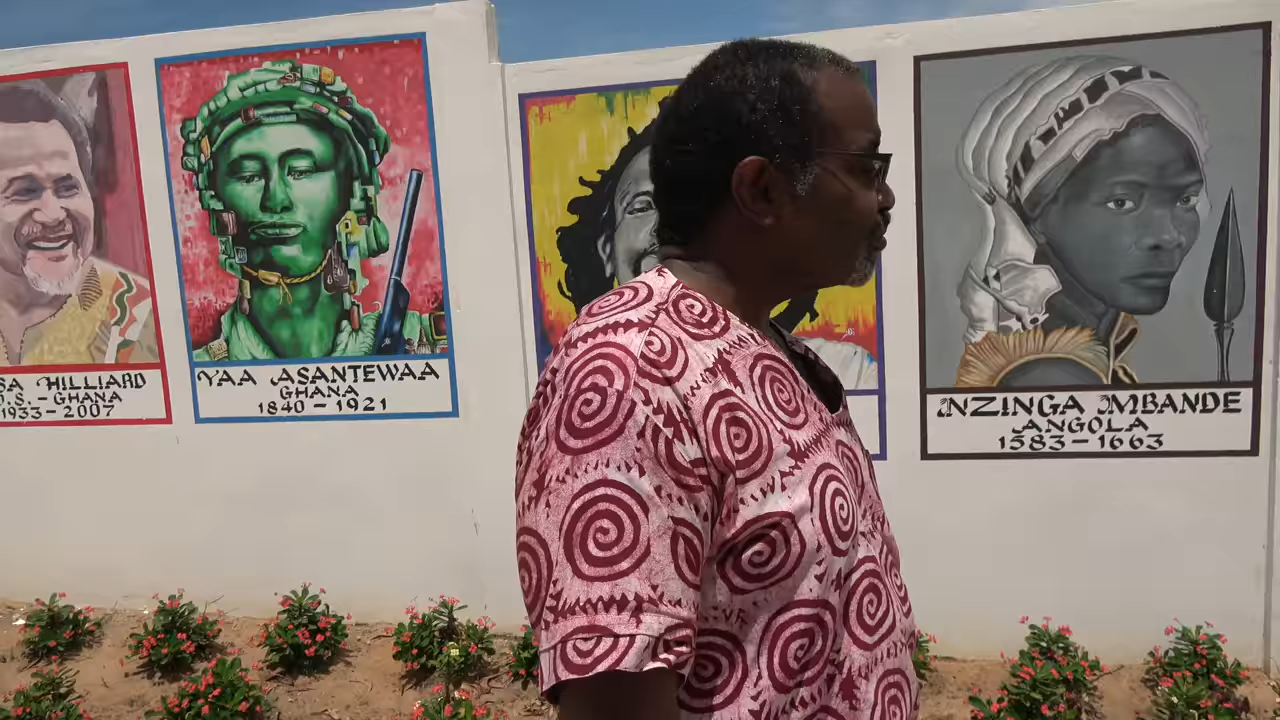 SA HILLIARD
.S. - GHANA
1933 - 2007
YAA ASANTEWAA
GHANA
1840 - 1921
NZINGA MBANDE
ANGOLA
1583 - 1663